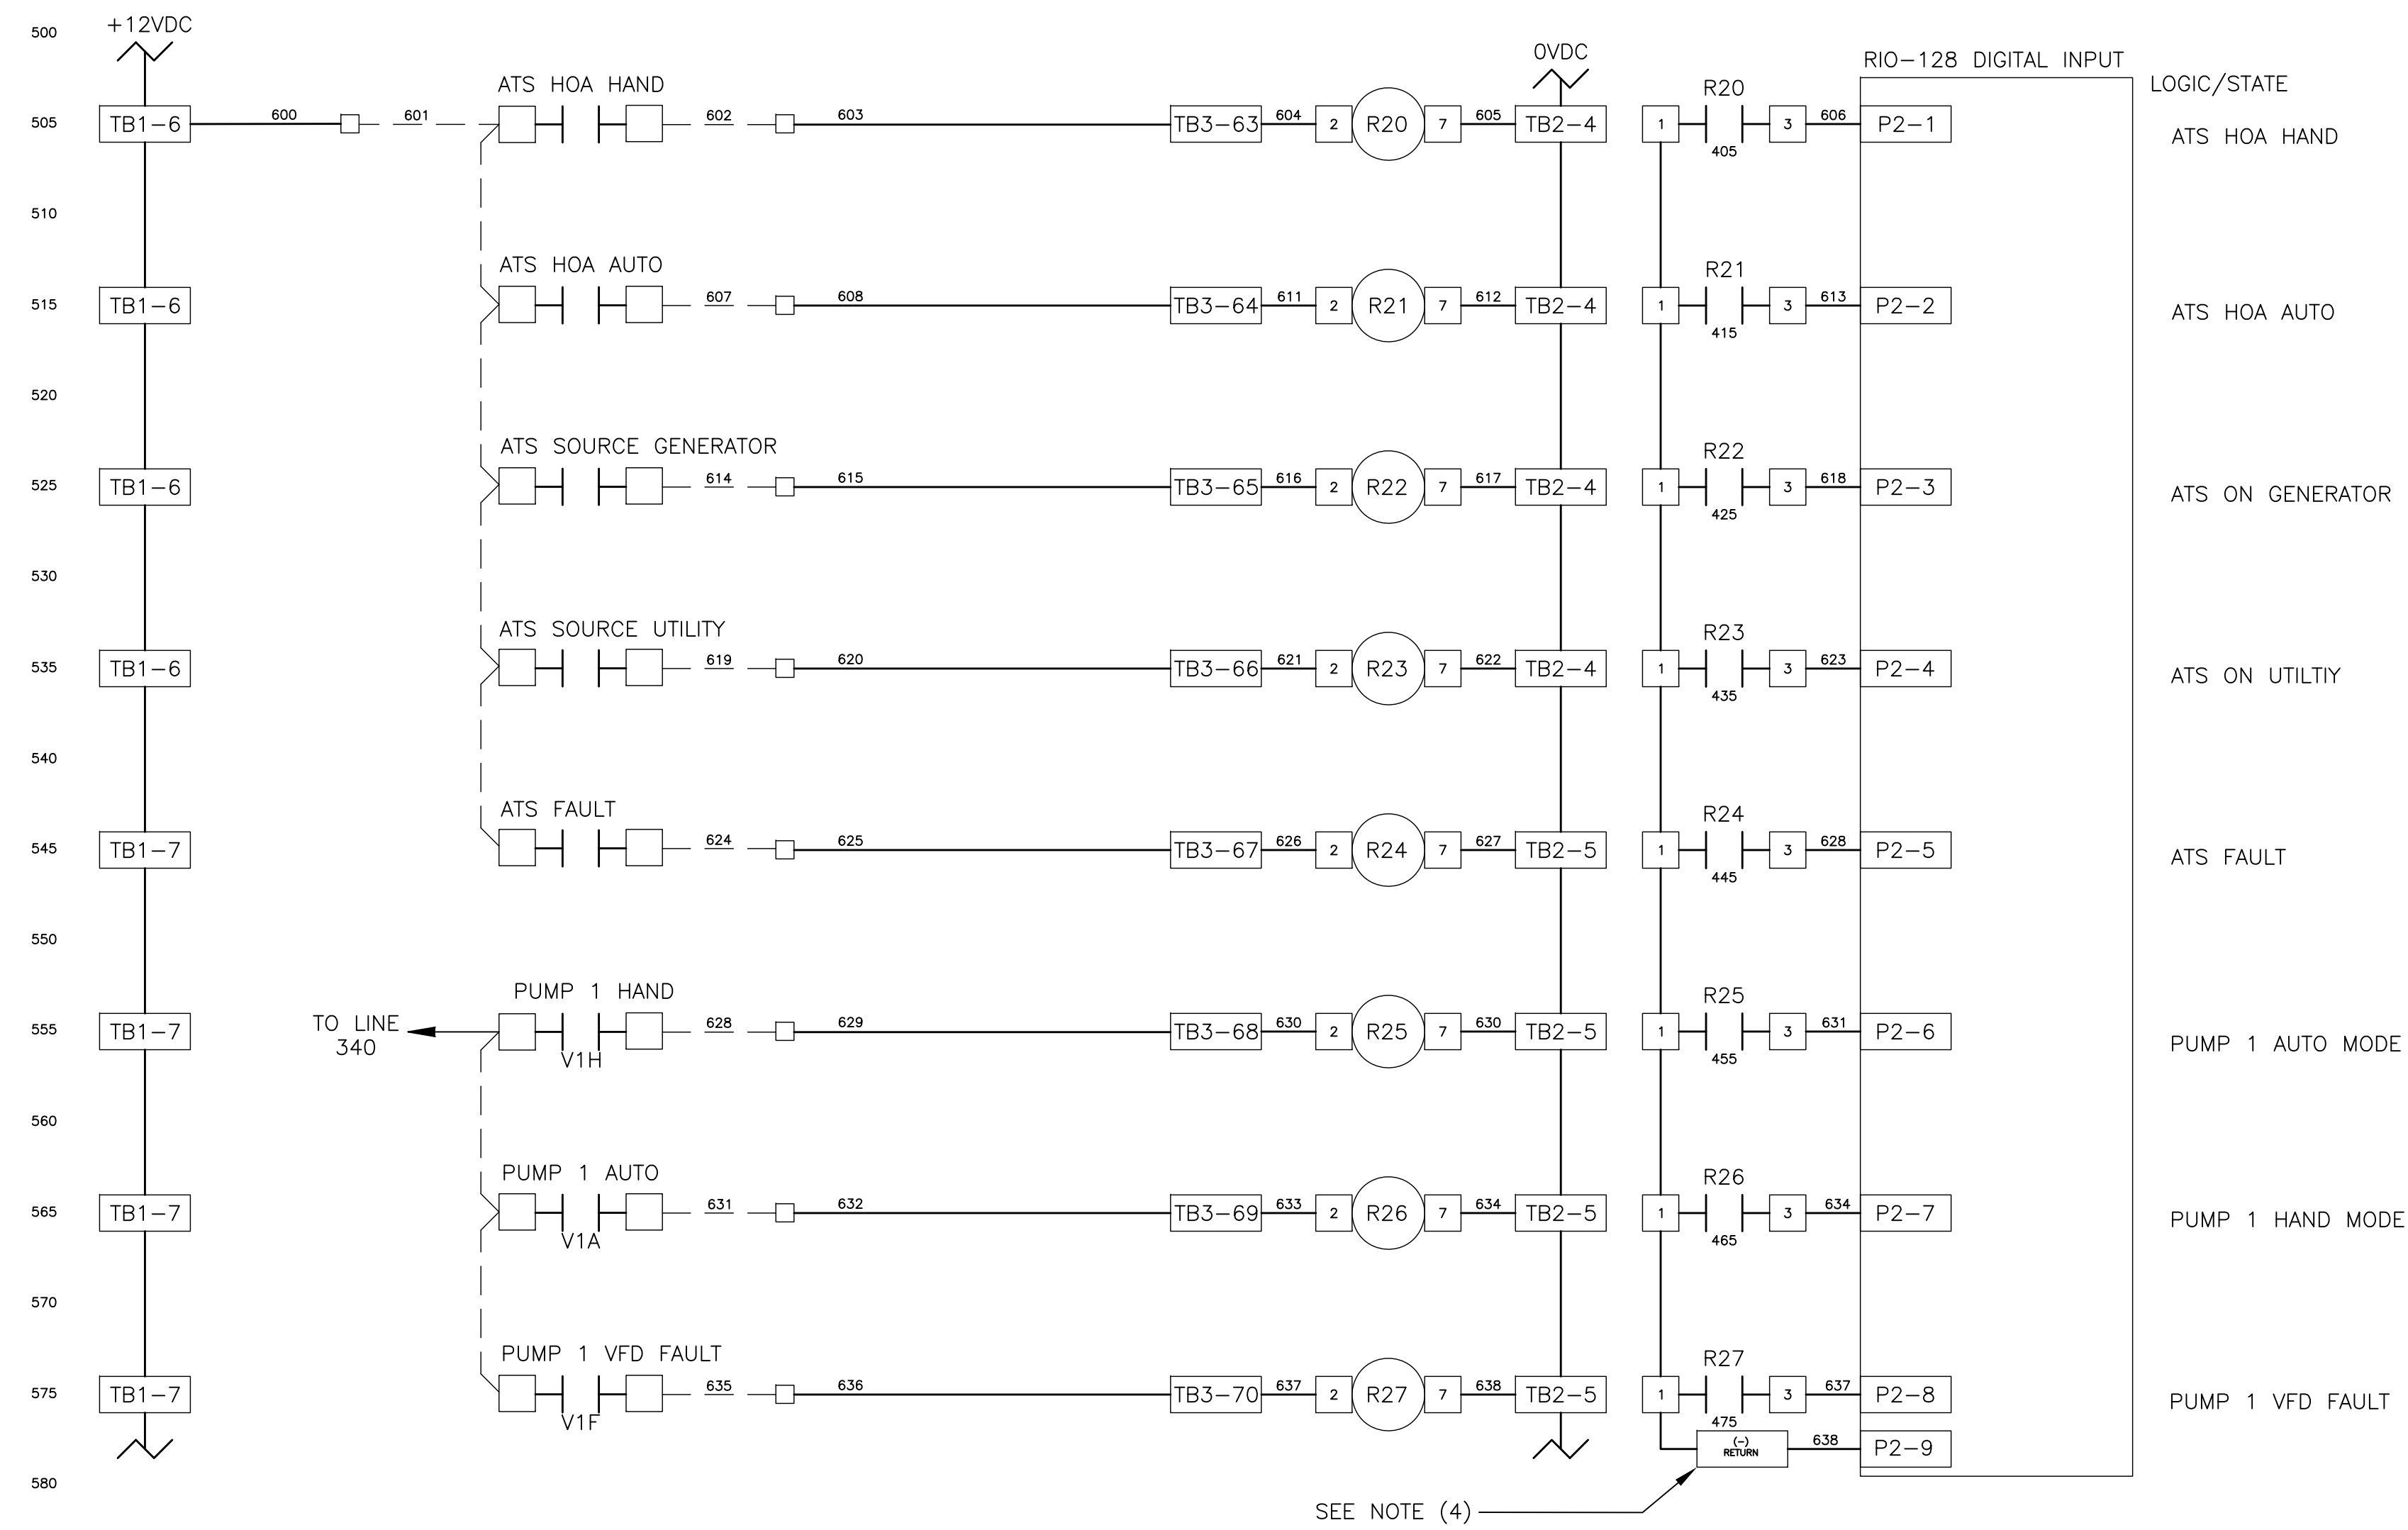 500
+12VDC
0VDC
RIO-128 DIGITAL INPUT
LOGIC/STATE
ATS HOA HAND
R20
505
TB1-6
600
601
602
603
TB3-63
604
2
R20
7
605
TB2-4
1
405
3
606
P2-1
ATS HOA HAND
510
ATS HOA AUTO
R21
515
TB1-6
607
608
TB3-64
611
2
R21
7
612
TB2-4
1
415
3
613
P2-2
ATS HOA AUTO
520
ATS SOURCE GENERATOR
R22
525
TB1-6
614
615
TB3-65
616
2
R22
7
617
TB2-4
1
425
3
618
P2-3
ATS ON GENERATOR
530
ATS SOURCE UTILITY
R23
535
TB1-6
619
620
TB3-66
621
2
R23
7
622
TB2-4
1
435
3
623
P2-4
ATS ON UTILTIY
540
ATS FAULT
R24
545
TB1-7
624
625
TB3-67
626
2
R24
7
627
TB2-5
1
445
3
628
P2-5
ATS FAULT
550
PUMP 1 HAND
R25
555
TB1-7
TO LINE
340
V1H
628
629
TB3-68
630
2
R25
7
630
TB2-5
1
455
3
631
P2-6
PUMP 1 AUTO MODE
560
PUMP 1 AUTO
R26
565
TB1-7
V1A
631
632
TB3-69
633
2
R26
7
634
TB2-5
1
465
3
634
P2-7
PUMP 1 HAND MODE
570
PUMP 1 VFD FAULT
R27
575
TB1-7
V1F
635
636
TB3-70
637
2
R27
7
638
TB2-5
1
475
3
637
P2-8
PUMP 1 VFD FAULT
(-)
RETURN
638
P2-9
580
SEE NOTE (4)